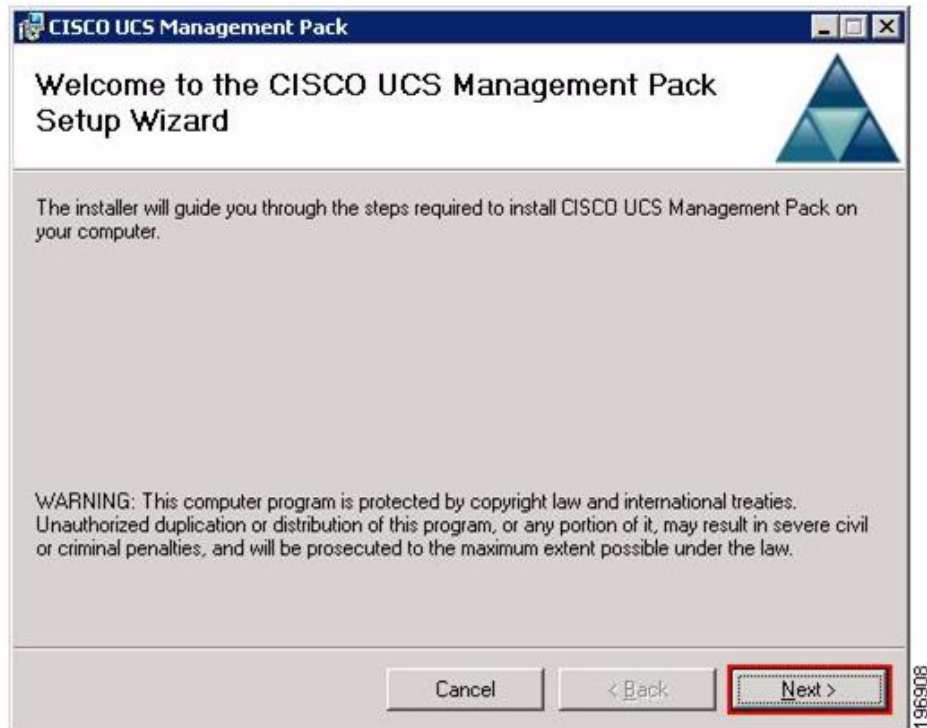 CISCO UCS Management Pack
Welcome to the CISCO UCS Management Pack
Setup Wizard
The installer will guide you through the steps required to install CISCO UCS Management Pack on
your computer.
WARNING: This computer program is protected by copyright law and international treaties.
Unauthorized duplication or distribution of this program, or any portion of it, may result in severe civil
or criminal penalties, and will be prosecuted to the maximum extent possible under the law.
Cancel
< Back
Next >
196908